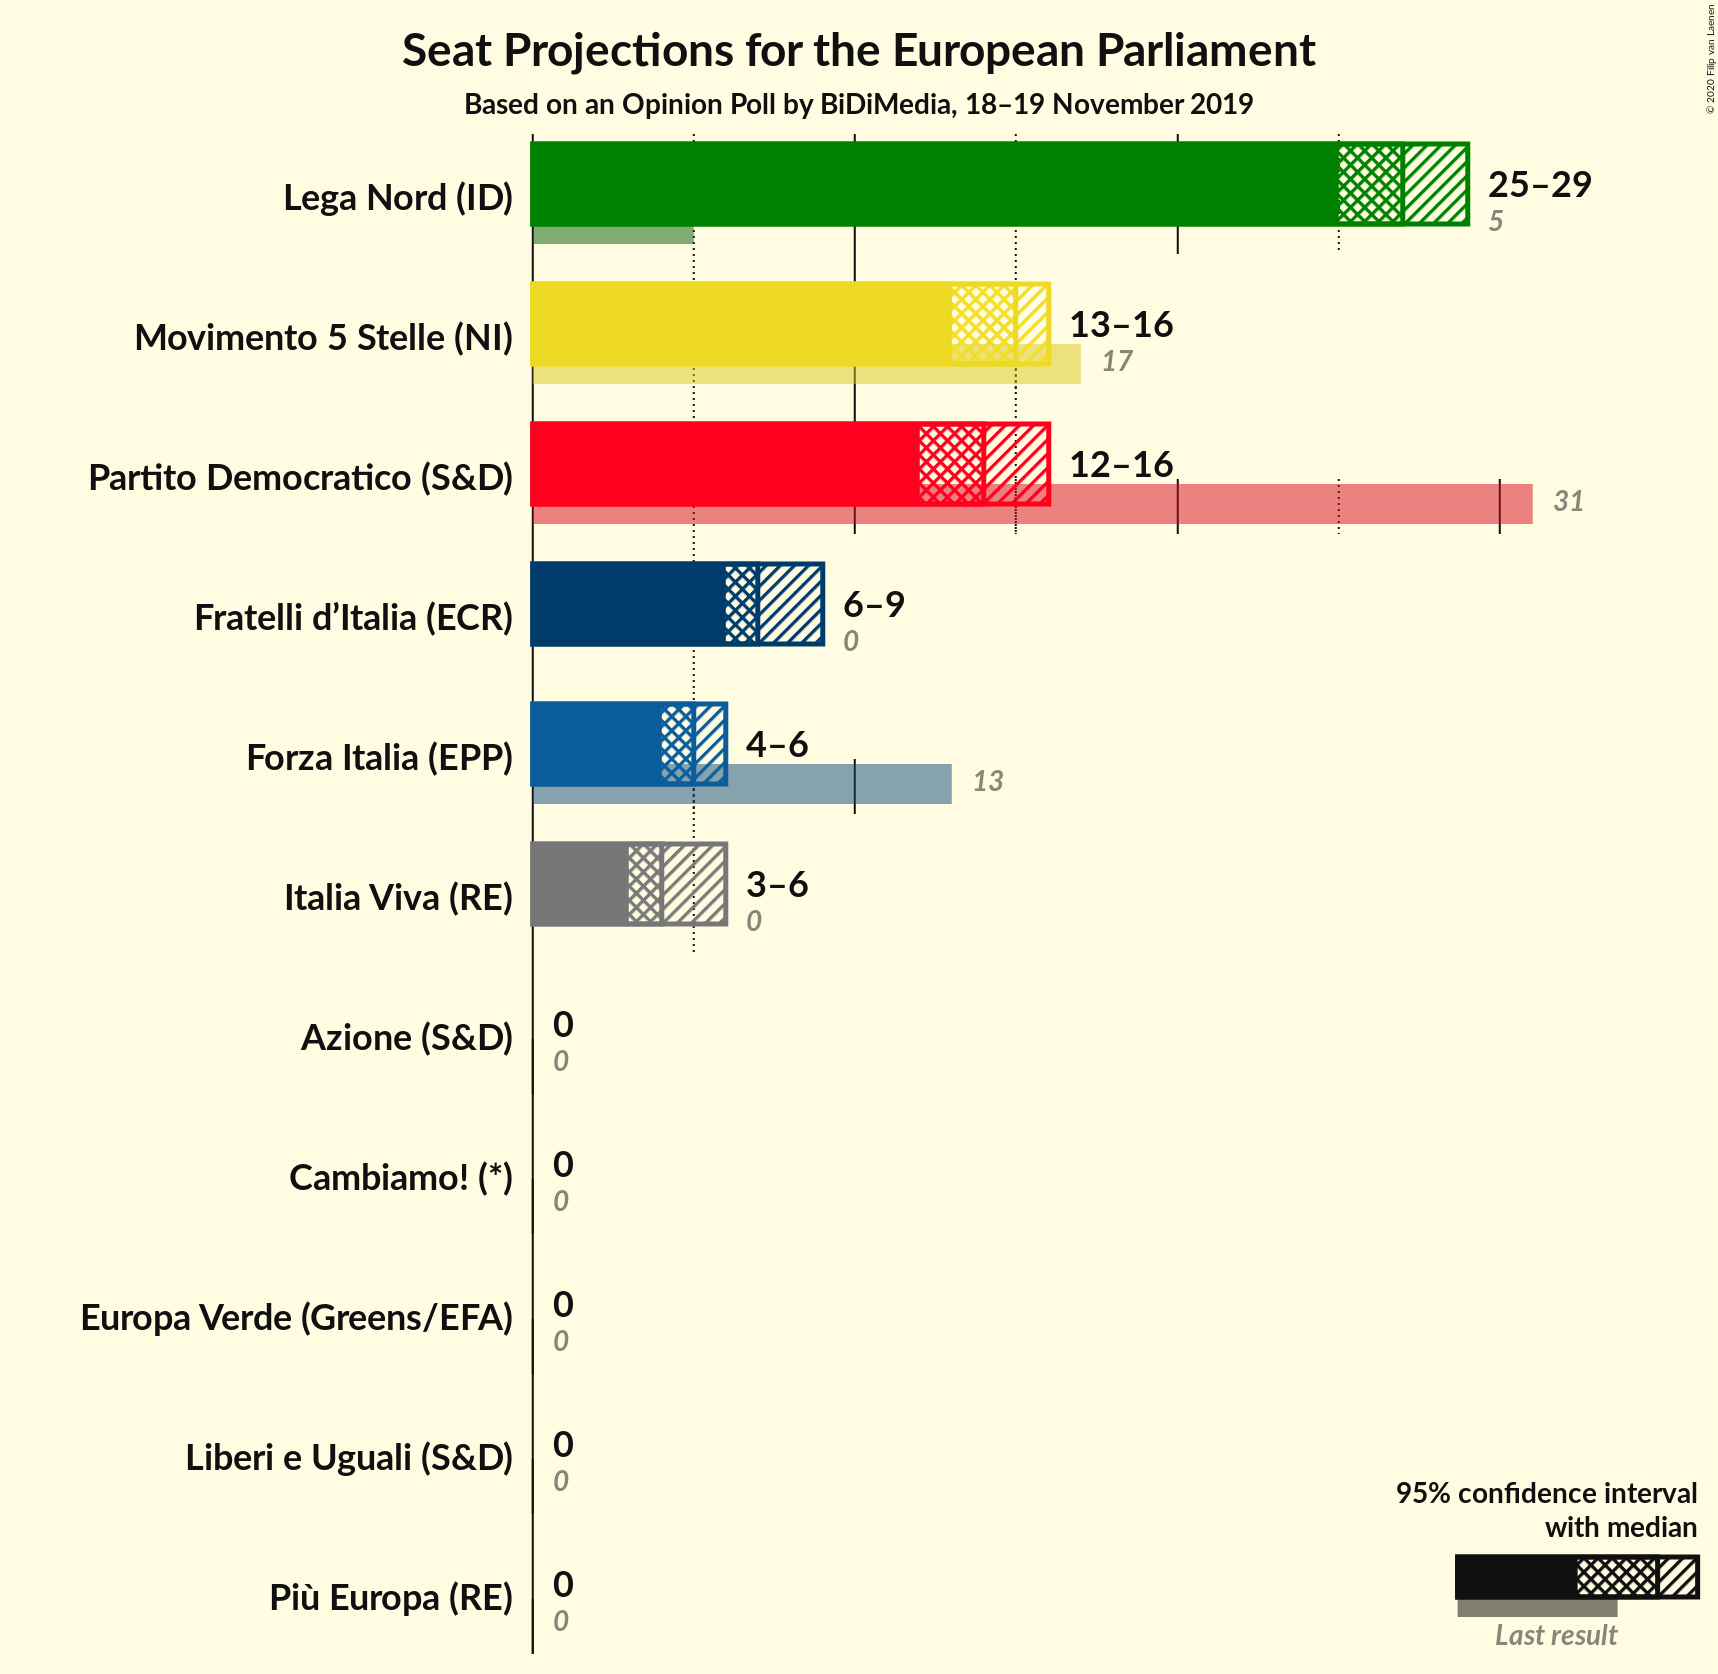 Seat Projections for the European Parliament
Based on an Opinion Poll by BiDiMedia, 18–19 November 2019
© 2020 Filip van Laenen
Lega Nord (ID)
25–29
5
Movimento 5 Stelle (NI)
13–16
17
Partito Democratico (S&D)
12–16
31
Fratelli d’Italia (ECR)
6–9
0
Forza Italia (EPP)
4–6
13
Italia Viva (RE)
3–6
0
Azione (S&D)
0
0
Cambiamo! (*)
0
0
Europa Verde (Greens/EFA)
0
0
Liberi e Uguali (S&D)
0
0
Più Europa (RE)
0
0
95% confidence interval
with median
Last result